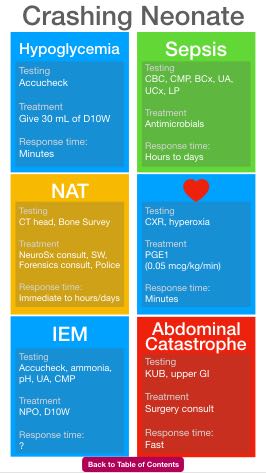 Crashing Neonate
Hypoglycemia
Testing
Accucheck
Treatment
Give 30 mL of D10W
Response time:
Minutes
Sepsis
Testing
CBC, CMP, BCx, UA,
UCx, LP
Treatment
Antimicrobials
Response time:
Hours to days
NAT
Testing
CT head, Bone Survey
Treatment
NeuroSx consult, SW,
Forensics consult, Police
Response time:
Immediate to hours/days
Testing
CXR, hyperoxia
Treatment
PGE1
(0.05 mcg/kg/min)
Response time:
Minutes
IEM
Testing
Accucheck, ammonia,
pH, UA, CMP
Treatment
NPO, D10W
Response time:
?
Abdominal
Catastrophe
Testing
KUB, upper GI
Treatment
Surgery consult
Response time:
Fast
Back to Table of Contents